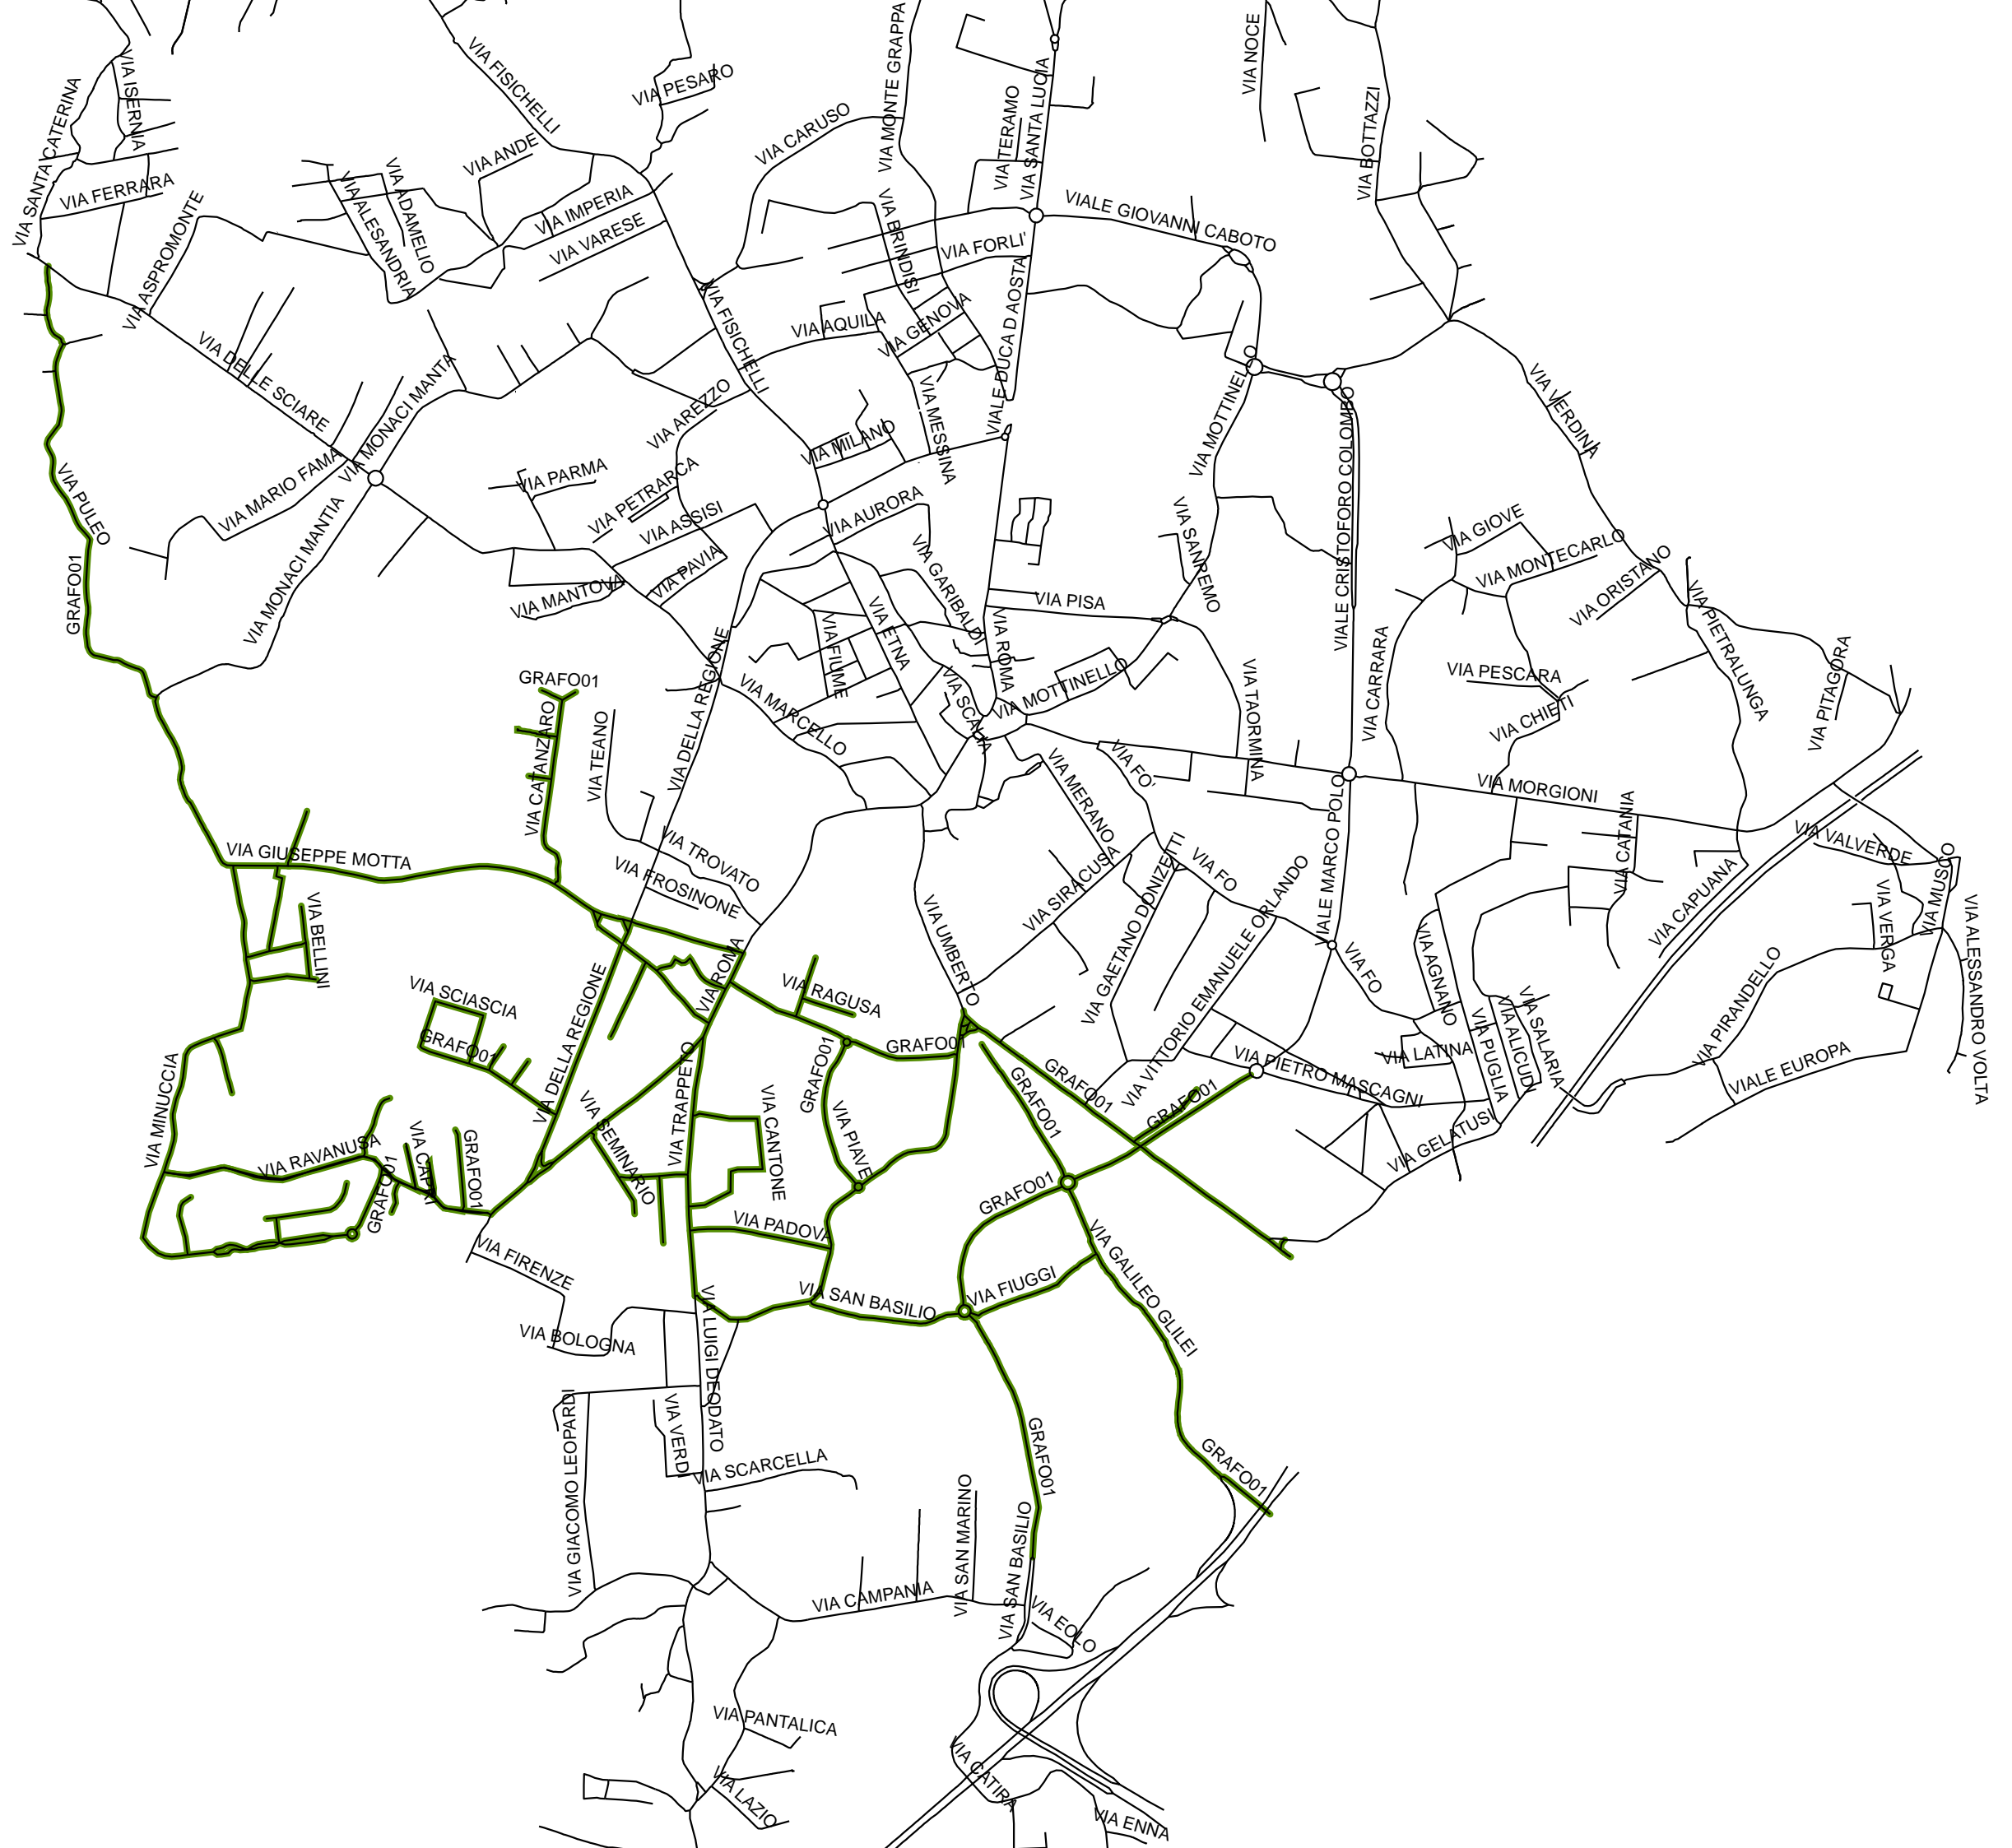 VIA FISICHELLI
VIA PESARO
VIA MONTE GRAPPA
VIA NOCE
VIA SANTA CATERINA
VIA ISERNIA
VIA ANDE
VIA CARUSO
VIA TERAMO
VIA SANTA LUCIA
VIA BOTTAZZI
VIA FERRARA
VIA ASPROMONTE
VIA ALESANDRIA
VIA ADAMELIO
VIA IMPERIA
VIA VARESE
VIA BRINDISI
VIA FORLI'
VIALE GIOVANNI CABOTO
VIA FISICHELLI
VIA AQUILA
VIA GENOVA
VIALE DUCA D AOSTA
VIA DELLE SCIARE
VIA MONACI MANTA
VIA AREZZO
VIA MILANO
VIA MESSINA
VIA MOTTINELLO
VIALE CRISTOFORO COLOMBO
VIA VERDINA
VIA PULEO
VIA MARIO FAMA'
VIA PARMA
VIA PETRARCA
VIA ASSISI
VIA AURORA
VIA SANREMO
VIA GIOVE
GRAFO01
VIA MONACI MANTIA
VIA MANTOVA
VIA PAVIA
VIA GARIBALDI
VIA PISA
VIA MONTECARLO
VIA ORISTANO
VIA PIETRALUNGA
VIA FIUME
VIA ETNA
VIA ROMA
VIA MOTTINELLO
VIA CARRARA
VIA PESCARA
VIA PITAGORA
GRAFO01
VIA DELLA REGIONE
VIA MARCELLO
VIA SCALIA
VIA TAORMINA
VIA CHIETI
VIA CATANZARO
VIA TEANO
VIA MERANO
VIA FO'
VIA MORGIONI
VIA GIUSEPPE MOTTA
VIA TROVATO
VIA FROSINONE
VIA SIRACUSA
VIA FO
VIALE MARCO POLO
VIA CATANIA
VIA VALVERDE
VIA CAPUANA
VIA MUSCO
VIA BELLINI
VIA UMBERTO
VIA GAETANO DONIZETTI
VIA VITTORIO EMANUELE ORLANDO
VIA FO
VIA AGNANO
VIA VERGA
VIA ALESSANDRO VOLTA
VIA SCIASCIA
GRAFO01
VIA DELLA REGIONE
VIA ROMA
VIA RAGUSA
GRAFO01
GRAFO01
GRAFO01
VIA PIETRO MASCAGNI
VIA LATINA
VIA PUGLIA
VIA ALICUDI
VIA SALARIA
VIA PIRANDELLO
VIALE EUROPA
VIA MINUCCIA
VIA RAVANUSA
GRAFO01
VIA CAPRI
GRAFO01
VIA SEMINARIO
VIA TRAPPETO
VIA CANTONE
VIA PIAVE
GRAFO01
GRAFO01
VIA GELATUSI
GRAFO01
VIA PADOVA
VIA FIRENZE
VIA SAN BASILIO
VIA FIUGGI
VIA GALILEO GLILEI
VIA BOLOGNA
VIA LUIGI DEODATO
VIA GIACOMO LEOPARDI
VIA VERDI
VIA SCARCELLA
GRAFO01
GRAFO01
VIA CAMPANIA
VIA SAN MARINO
VIA SAN BASILIO
VIA EOLO
VIA PANTALICA
VIA LAZIO
VIA CATIRA
VIA ENNA